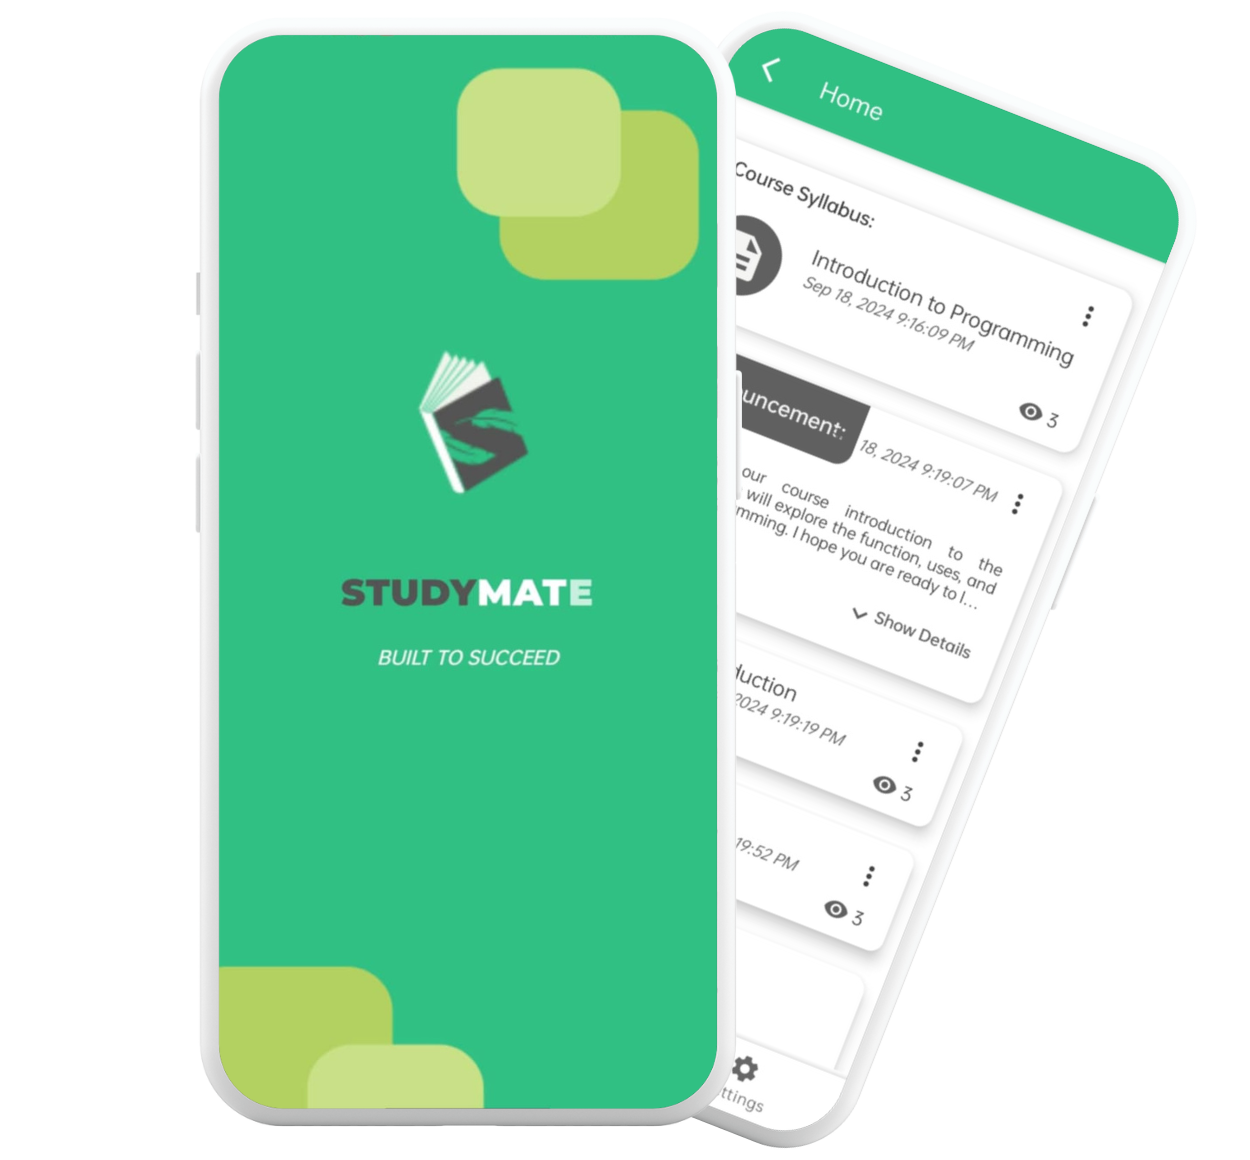 STUDYMATE
BUILT TO SUCCEED
Home
Course Syllabus:
Introduction to Programming
Sep 18, 2024 9:16:09 PM
3
uncement:
18, 2024 9:19:07 PM
our course introduction to the
will explore the function, uses, and
mming. I hope you are ready to l...
Show Details
duction
2024 9:19:19 PM
3
19:52 PM
3
ttings